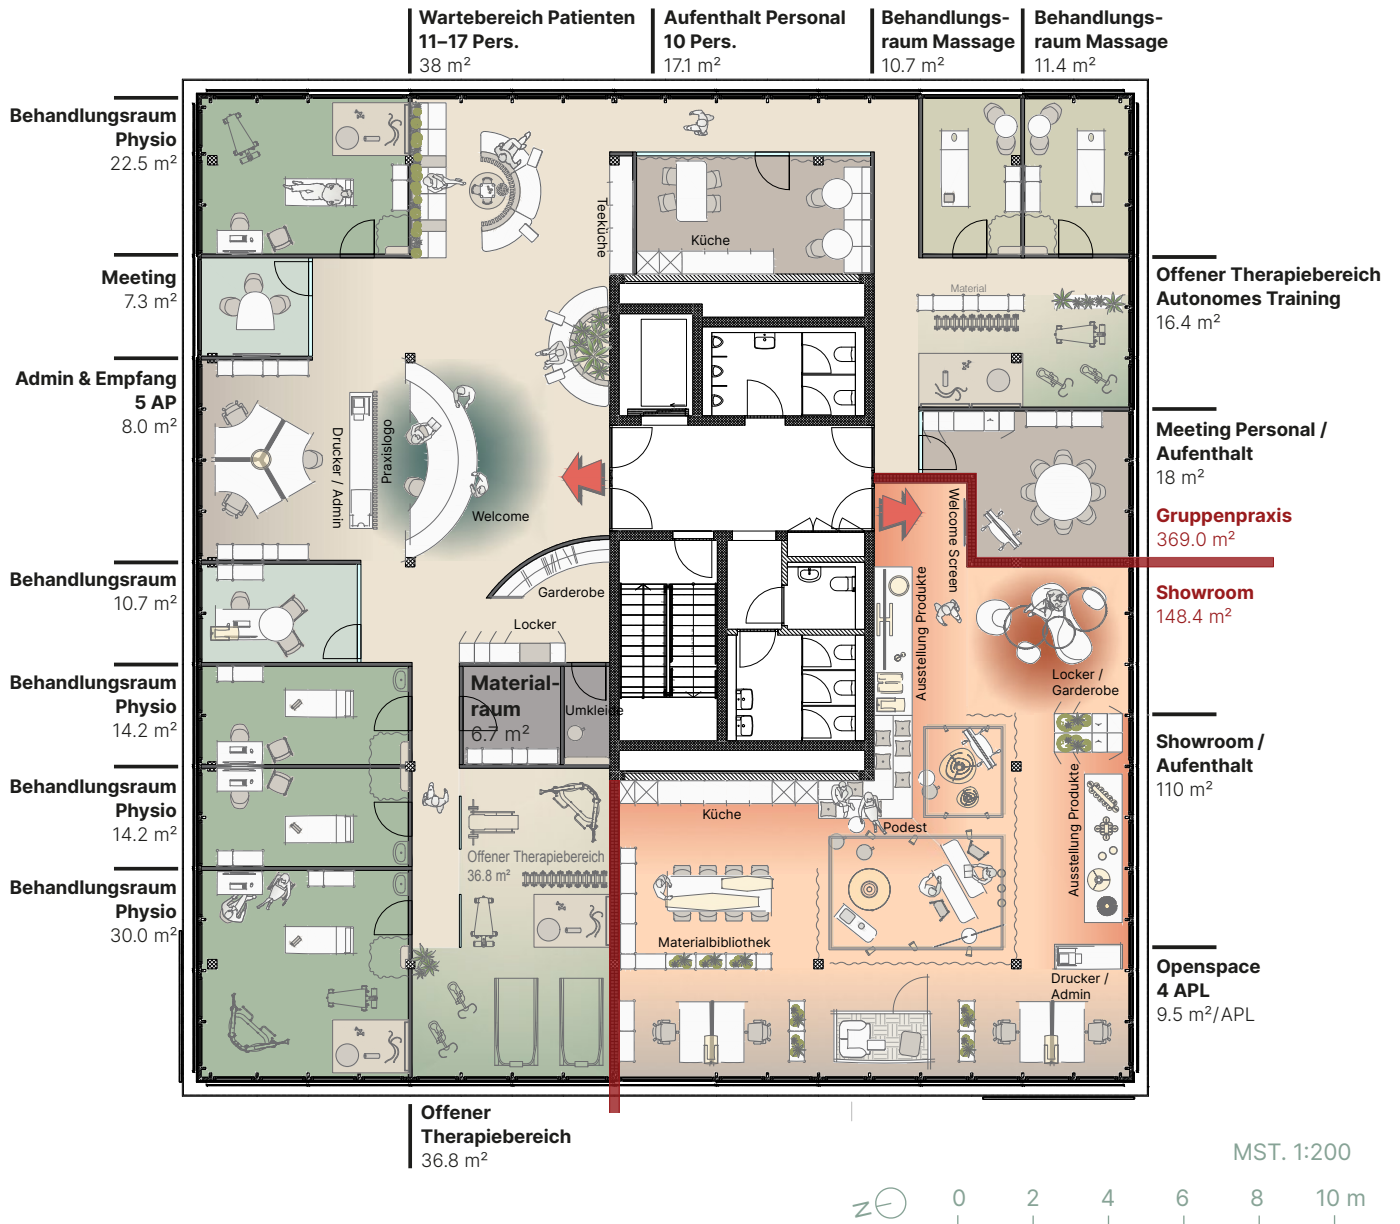 Wartebereich Patienten
11–17 Pers.
38 m²
Aufenthalt Personal
10 Pers.
17.1 m²
Behandlungs-
raum Massage
10.7 m²
Behandlungs-
raum Massage
11.4 m²
Behandlungsraum
Physio
22.5 m²
Meeting
7.3 m²
Admin & Empfang
5 AP
8.0 m²
Behandlungsraum
10.7 m²
Behandlungsraum
Physio
14.2 m²
Behandlungsraum
Physio
14.2 m²
Behandlungsraum
Physio
30.0 m²
Teeküche
Küche
Material
Drucker / Admin
Praxislogo
Welcome
Garderobe
Locker
Material-
raum
6.7 m²
Umkleide
Offener Therapiebereich
36.8 m²
Welcome Screen
Ausstellung Produkte
Locker /
Garderobe
Küche
Podest
Ausstellung Produkte
Materialbibliothek
Drucker /
Admin
Offener Therapiebereich
Autonomes Training
16.4 m²
Meeting Personal /
Aufenthalt
18 m²
Gruppenpraxis
369.0 m²
Showroom
148.4 m²
Showroom /
Aufenthalt
110 m²
Openspace
4 APL
9.5 m²/APL
Offener
Therapiebereich
36.8 m²
MST. 1:200
N
0 2 4 6 8 10 m